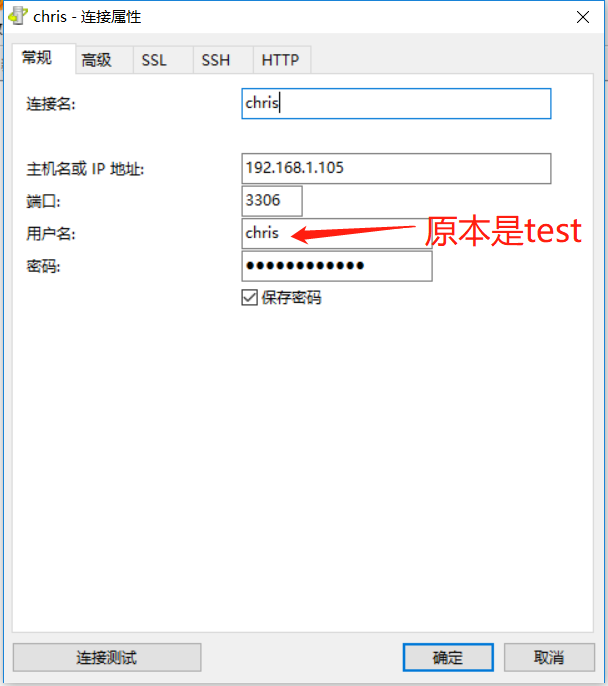 chris - 连接属性
常规 高级 SSL SSH HTTP
连接名: chris
主机名或 IP 地址: 192.168.1.105
端口: 3306
用户名: chris 原本是test
密码: ●●●●●●●●●●●●
保存密码
连接测试 确定 取消